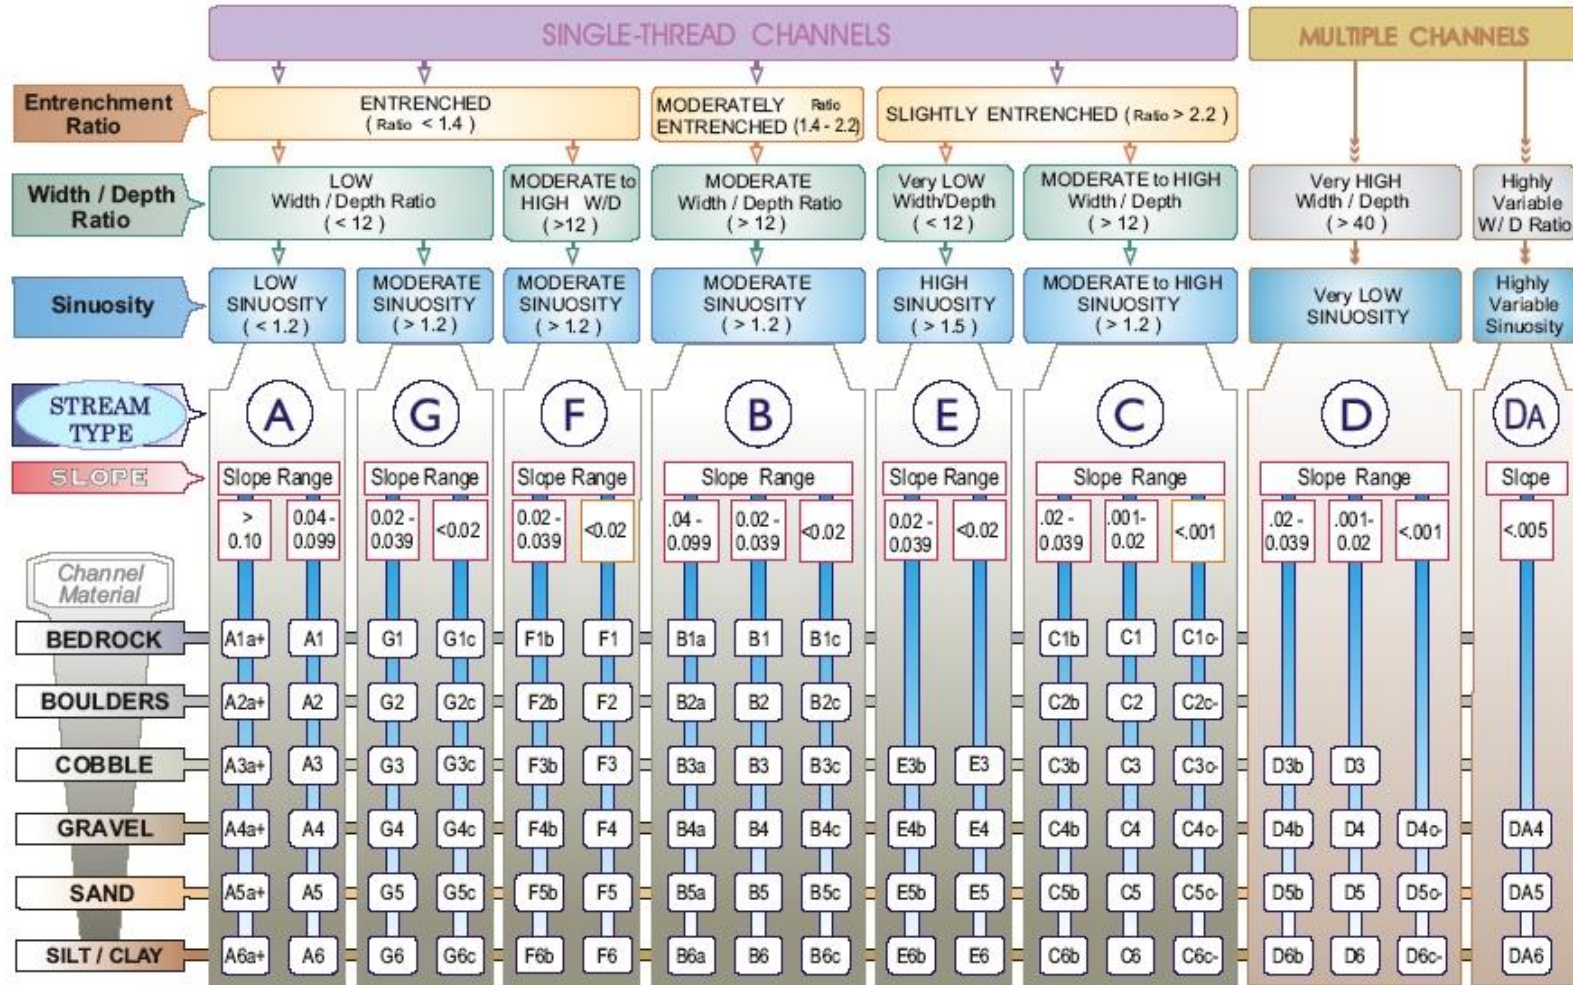 SINGLE-THREAD CHANNELS
MULTIPLE CHANNELS
Entrenchment
Ratio
ENTRENCHED
( Ratio < 1.4 )
MODERATELY Ratio
ENTRENCHED (1.4 - 2.2)
SLIGHTLY ENTRENCHED ( Ratio > 2.2 )
Width / Depth
Ratio
LOW
Width / Depth Ratio
( < 12 )
MODERATE to
HIGH W/D
( >12 )
MODERATE
Width / Depth Ratio
( > 12 )
Very LOW
Width/Depth
( < 12 )
MODERATE to HIGH
Width / Depth
( > 12 )
Very HIGH
Width / Depth
( > 40 )
Highly
Variable
W/ D Ratio
Sinuosity
LOW
SINUOSITY
( < 1.2 )
MODERATE
SINUOSITY
( > 1.2 )
MODERATE
SINUOSITY
( > 1.2 )
MODERATE
SINUOSITY
( > 1.2 )
HIGH
SINUOSITY
( > 1.5 )
MODERATE to HIGH
SINUOSITY
( > 1.2 )
Very LOW
SINUOSITY
Highly
Variable
Sinuosity
STREAM
TYPE
A G F B E C D DA
SLOPE
Slope Range Slope Range Slope Range Slope Range Slope Range Slope Range Slope Range Slope
>
0.10
0.04 -
0.099
0.02 -
0.039
<0.02
0.02 -
0.039
<0.02
.04 -
0.099
0.02 -
0.039
<0.02
0.02 -
0.039
<0.02
.02 -
0.039
.001-
0.02
<.001
.02 -
0.039
.001-
0.02
<.001
<.005
Channel
Material
BEDROCK A1a+ A1 G1 G1c F1b F1 B1a B1 B1c C1b C1 C1c-
BOULDERS A2a+ A2 G2 G2c F2b F2 B2a B2 B2c C2b C2 C2c-
COBBLE A3a+ A3 G3 G3c F3b F3 B3a B3 B3c E3b E3 C3b C3 C3c- D3b D3
GRAVEL A4a+ A4 G4 G4c F4b F4 B4a B4 B4c E4b E4 C4b C4 C4c- D4b D4 D4c- DA4
SAND A5a+ A5 G5 G5c F5b F5 B5a B5 B5c E5b E5 C5b C5 C5c- D5b D5 D5c- DA5
SILT / CLAY A6a+ A6 G6 G6c F6b F6 B6a B6 B6c E6b E6 C6b C6 C6c- D6b D6 D6c- DA6